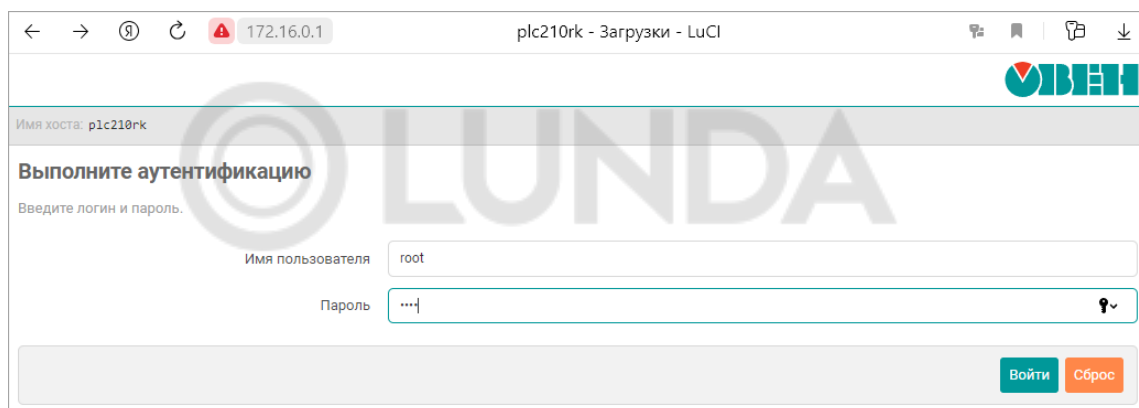 172.16.0.1 plc210rk - Загрузки - LuCI
ОВЕН
Имя хоста: plc210rk
LUNDA
Выполните аутентификацию
Введите логин и пароль.
Имя пользователя root
Пароль ••••
Войти Сброс